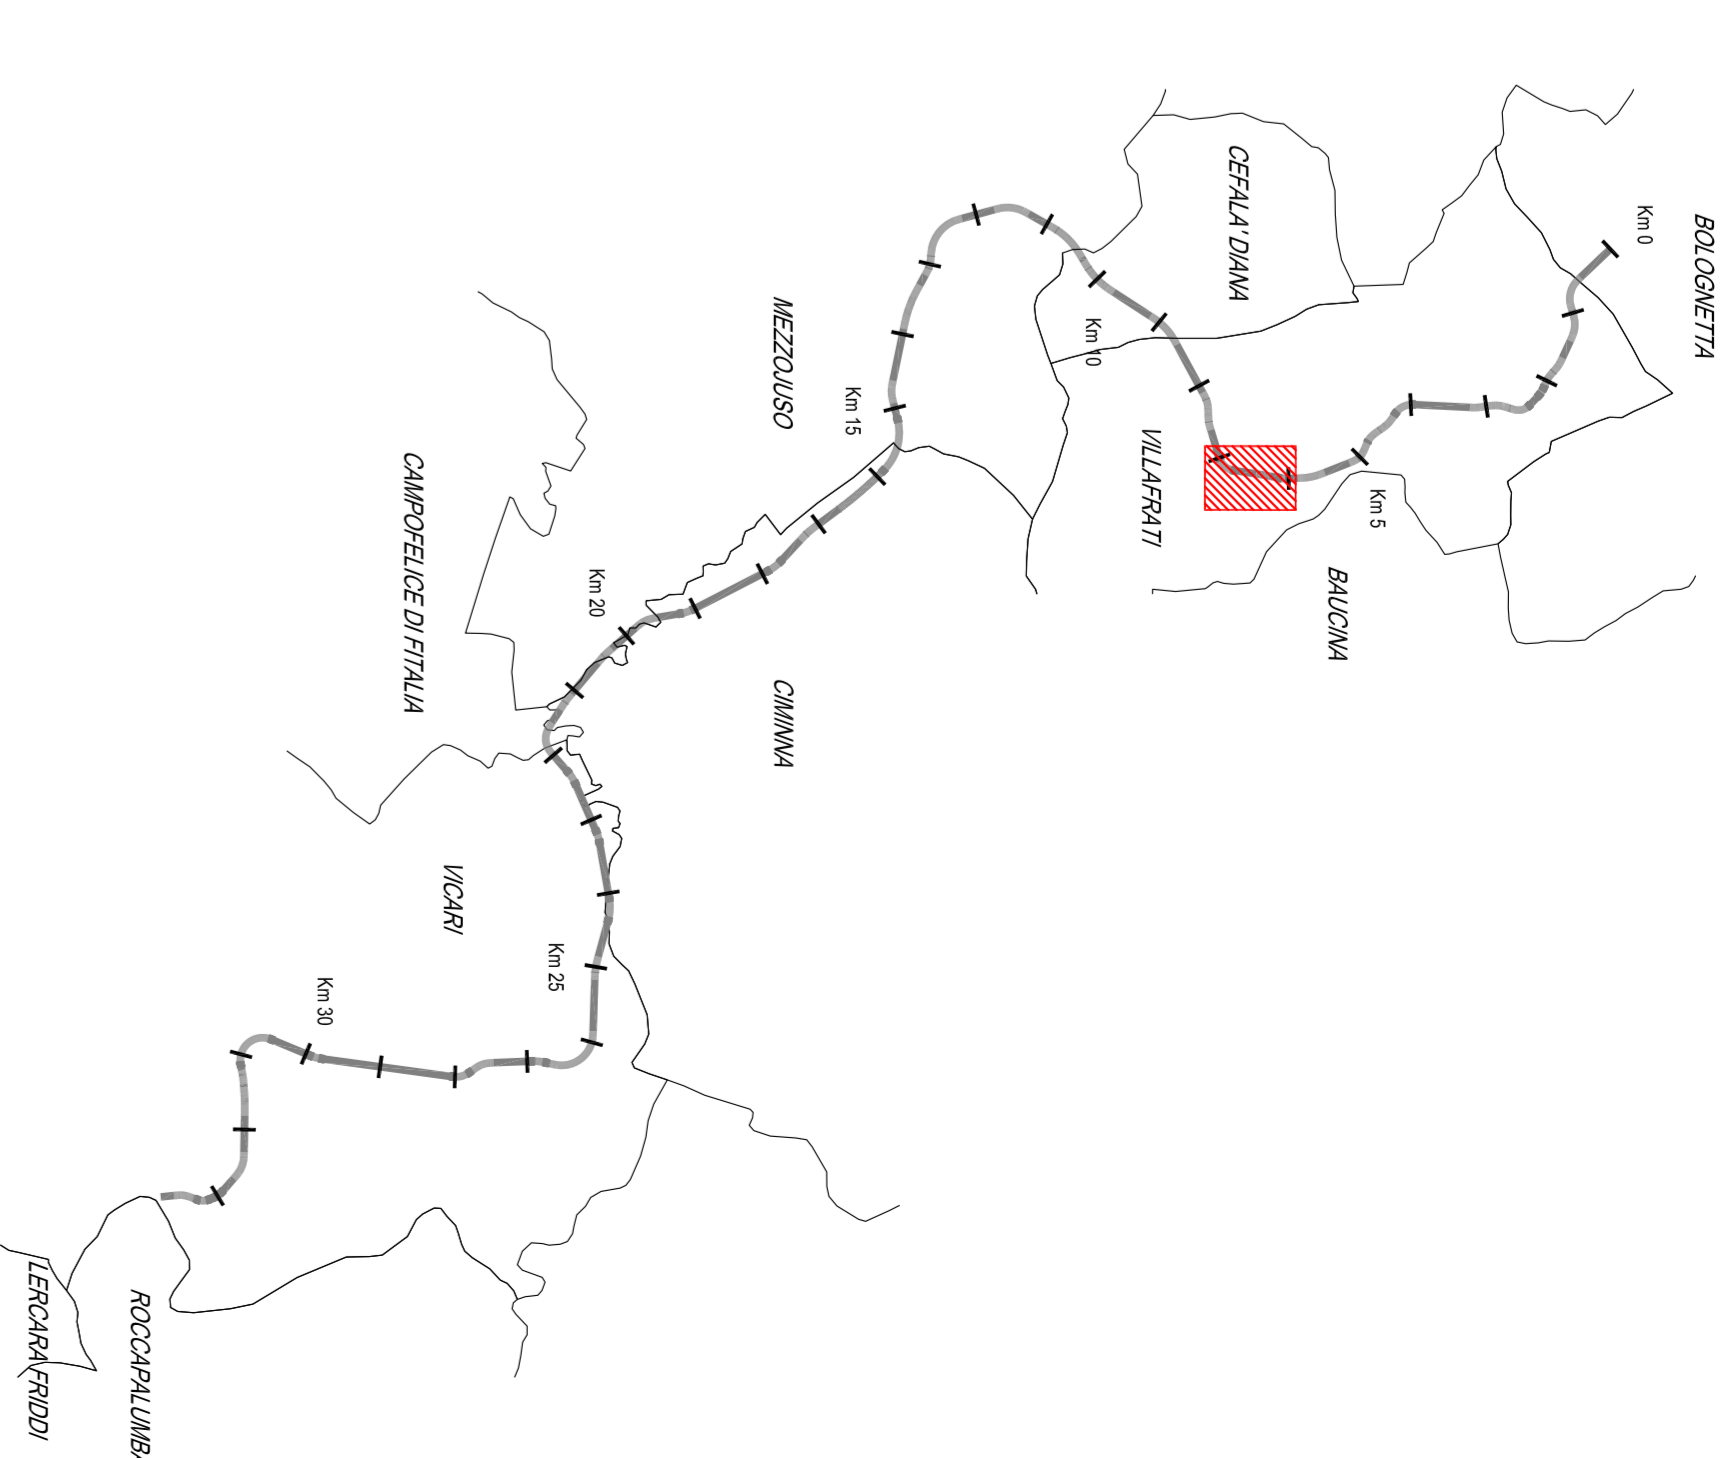 BOLOGNETTA
Km 0
CEFALA' DIANA
Km 5
BAUCINA
VILLAFRATI
Km 10
Km 15
MEZZOJUSO
CIMINNA
Km 20
CAMPOFELICE DI FITALIA
VICARI
Km 25
Km 30
ROCCAPALUMBA
LERCARA FRIDDI